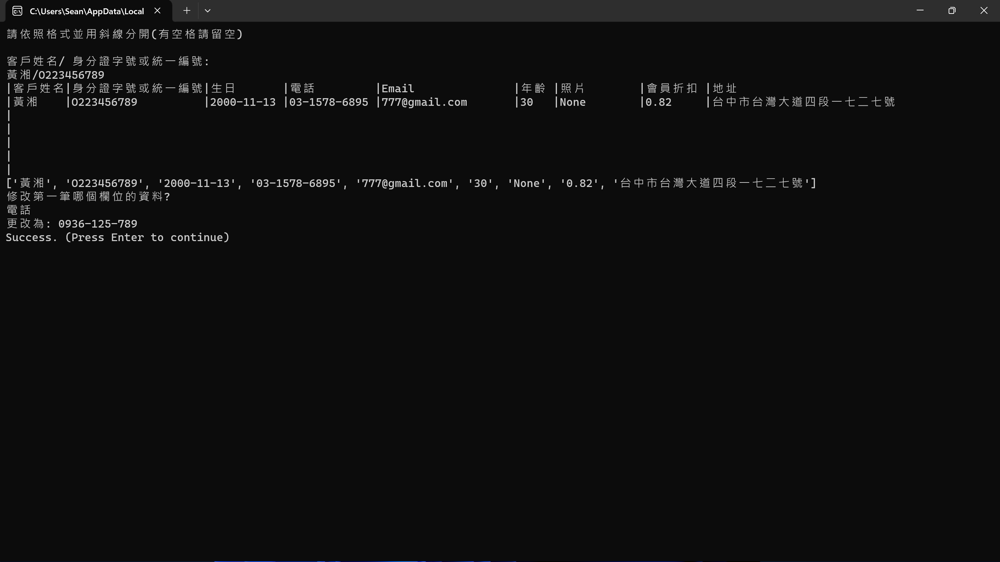 C:\Users\Sean\AppData\Local
請依照格式並用斜線分開(有空格請留空)
客戶姓名/ 身分證字號或統一編號:
黃湘/O223456789
|客戶姓名|身分證字號或統一編號|生日 |電話 |Email |年齡 |照片 |會員折扣 |地址
|黃湘 |O223456789 |2000-11-13 |03-1578-6895 |777@gmail.com |30 |None |0.82 |台中市台灣大道四段一七二七號
|
|
|
|
|
['黃湘', 'O223456789', '2000-11-13', '03-1578-6895', '777@gmail.com', '30', 'None', '0.82', '台中市台灣大道四段一七二七號']
修改第一筆哪個欄位的資料?
電話
更改為: 0936-125-789
Success. (Press Enter to continue)